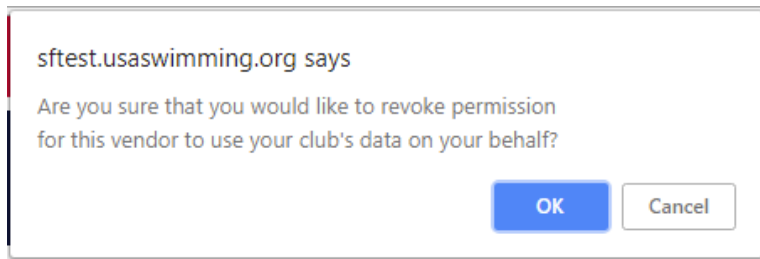 sftest.usaswimming.org says
Are you sure that you would like to revoke permission
for this vendor to use your club's data on your behalf?
OK
Cancel